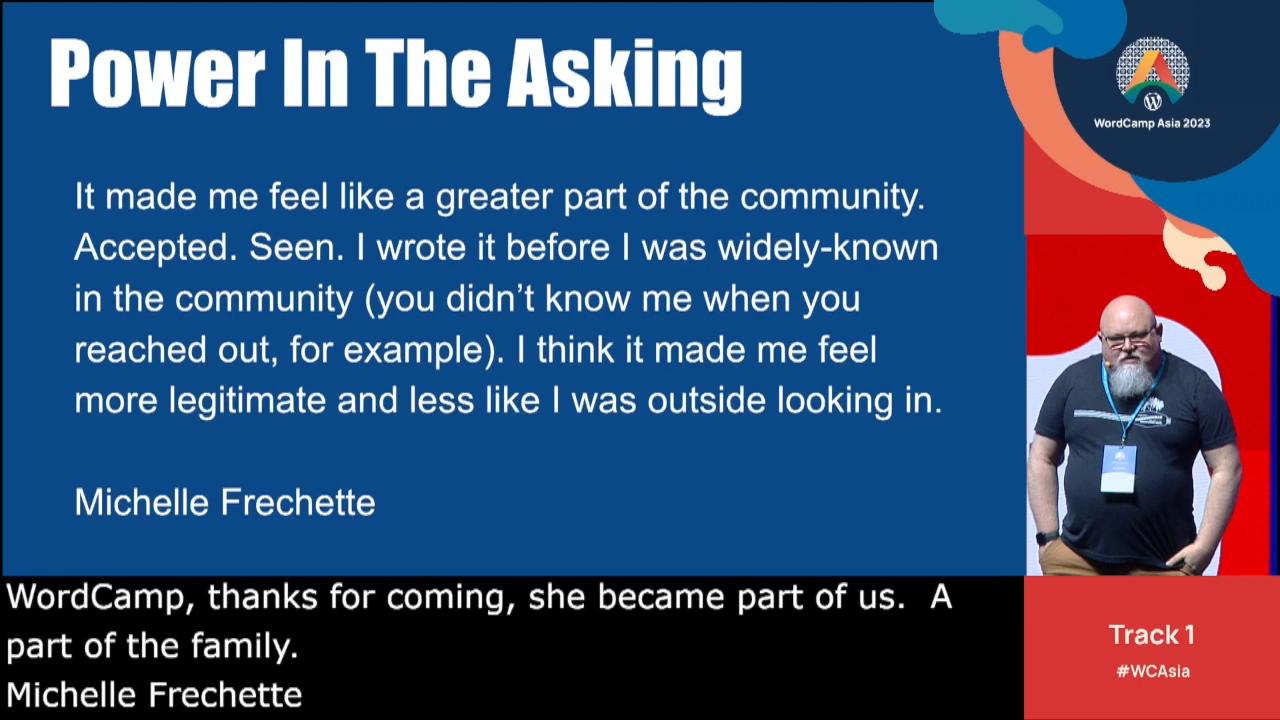 Power In The Asking
It made me feel like a greater part of the community.
Accepted. Seen. I wrote it before I was widely-known
in the community (you didn’t know me when you
reached out, for example). I think it made me feel
more legitimate and less like I was outside looking in.
Michelle Frechette
WordCamp Asia 2023
WordCamp, thanks for coming, she became part of us.  A
part of the family.
Michelle Frechette
Track 1
#WCAsia